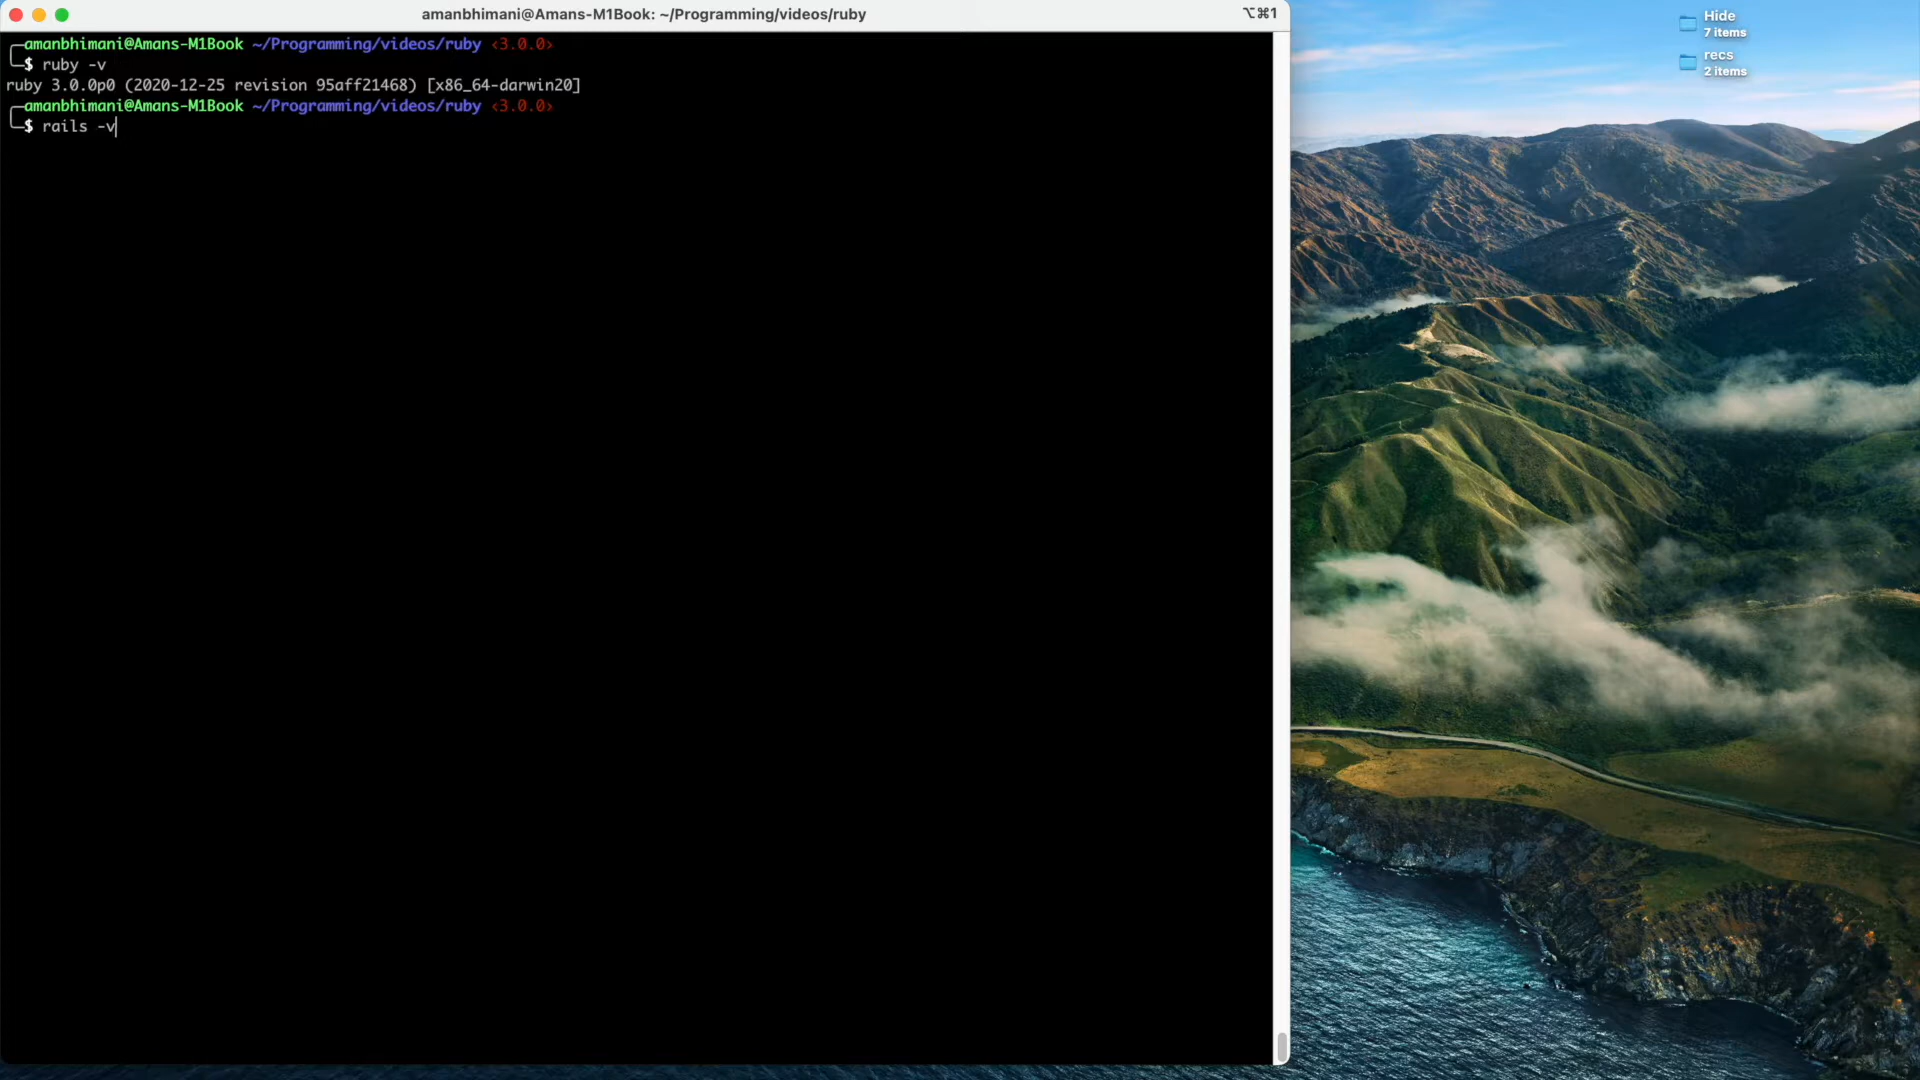 amanbhimani@Amans-M1Book: ~/Programming/videos/ruby
⌥⌘1
amanbhimani@Amans-M1Book ~/Programming/videos/ruby ‹3.0.0›
$ ruby -v
ruby 3.0.0p0 (2020-12-25 revision 95aff21468) [x86_64-darwin20]
amanbhimani@Amans-M1Book ~/Programming/videos/ruby ‹3.0.0›
$ rails -v
Hide
7 items
recs
2 items